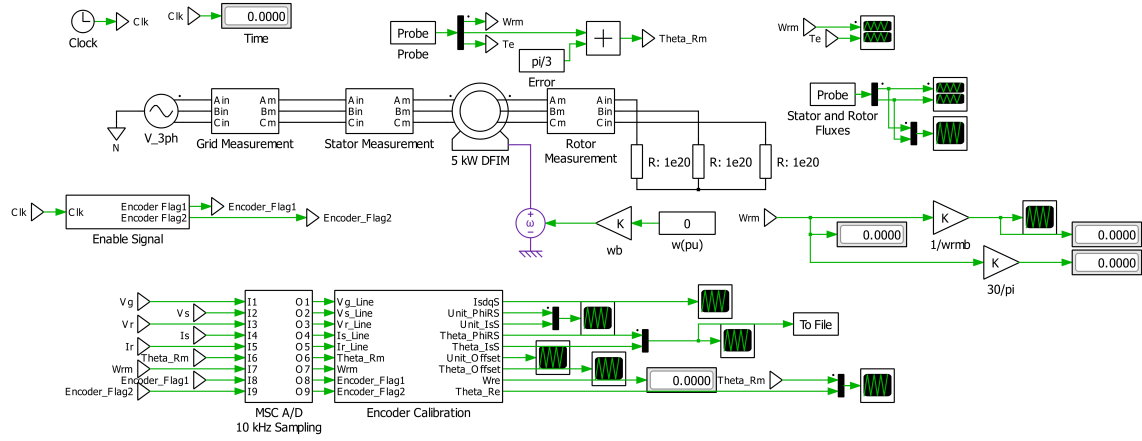 Clock
Clk
Clk
0.0000
Time
Probe
Probe
Wrm
Te
pi/3
Error
+
Theta_Rm
Wrm
Te
Probe
Stator and Rotor
Fluxes
N
V_3ph
Ain
Bin
Cin
Am
Bm
Cm
Grid Measurement
Ain
Bin
Cin
Am
Bm
Cm
Stator Measurement
5 kW DFIM
Am
Bm
Cm
Ain
Bin
Cin
Rotor
Measurement
R: 1e20
R: 1e20
R: 1e20
Clk
Clk
Encoder Flag1
Encoder Flag2
Enable Signal
Encoder_Flag1
Encoder_Flag2
ω
K
wb
0
w(pu)
Wrm
0.0000
K
1/wrmb
0.0000
K
30/pi
0.0000
Vg
Vs
Vr
Is
Ir
Theta_Rm
Wrm
Encoder_Flag1
Encoder_Flag2
I1
I2
I3
I4
I5
I6
I7
I8
I9
O1
O2
O3
O4
O5
O6
O7
O8
O9
MSC A/D
10 kHz Sampling
Vg_Line
Vs_Line
Vr_Line
Is_Line
Ir_Line
Theta_Rm
Wrm
Encoder_Flag1
Encoder_Flag2
IsdqS
Unit_PhiRS
Unit_IsS
Theta_PhiRS
Theta_IsS
Unit_Offset
Theta_Offset
Wre
Theta_Re
Encoder Calibration
To File
0.0000
Theta_Rm